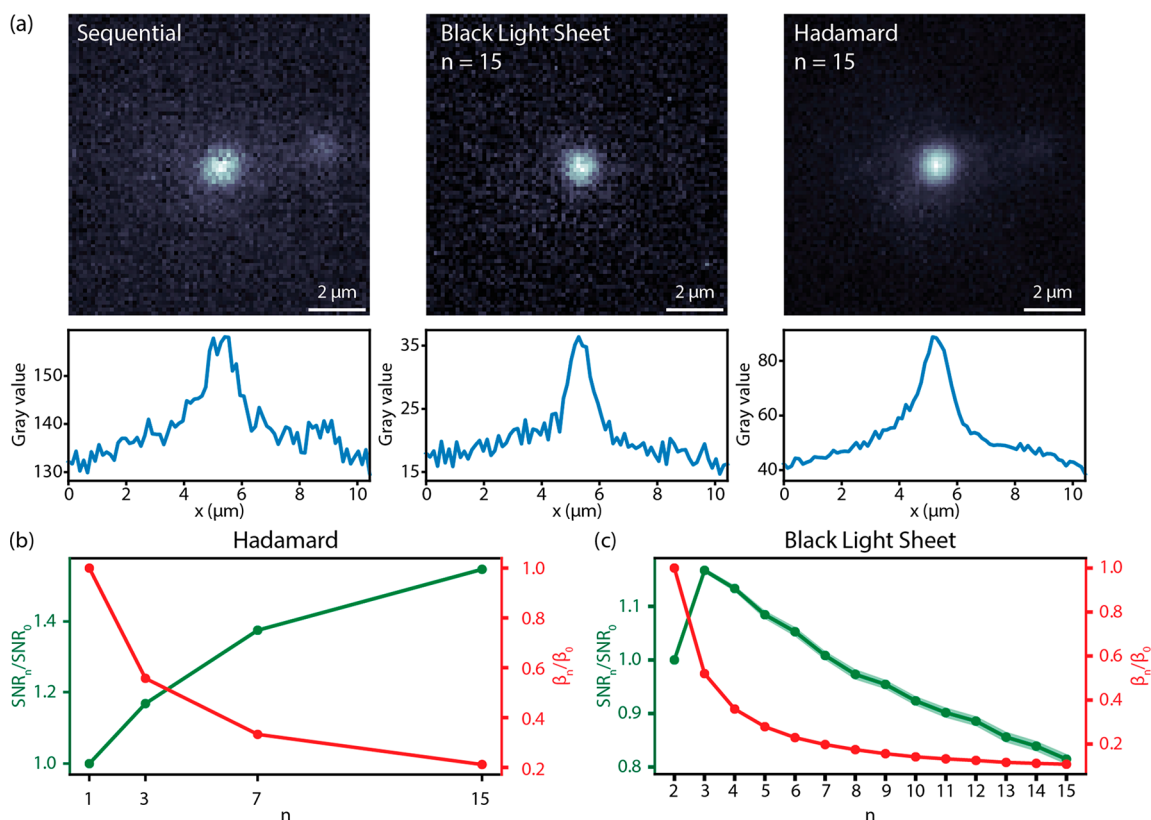 (a)
Sequential
2 μm
Black Light Sheet
n = 15
2 μm
Hadamard
n = 15
2 μm
Gray value
150
140
130
0 2 4 6 8 10
x (μm)
Gray value
35
25
15
0 2 4 6 8 10
x (μm)
Gray value
80
60
40
0 2 4 6 8 10
x (μm)
(b)
Hadamard
SNRₙ/SNR₀
1.4
1.2
1.0
1.0
0.8
0.6
0.4
0.2
βₙ/β₀
1 3 7 15
n
(c)
Black Light Sheet
SNRₙ/SNR₀
1.1
1.0
0.9
0.8
1.0
0.8
0.6
0.4
0.2
βₙ/β₀
2 3 4 5 6 7 8 9 10 11 12 13 14 15
n